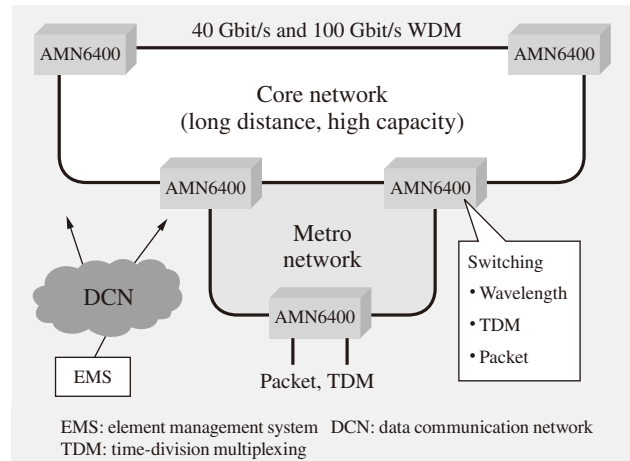 40 Gbit/s and 100 Gbit/s WDM
AMN6400
AMN6400
Core network
(long distance, high capacity)
AMN6400
AMN6400
Metro
network
Switching
• Wavelength
• TDM
• Packet
DCN
AMN6400
EMS
Packet, TDM
EMS: element management system DCN: data communication network
TDM: time-division multiplexing